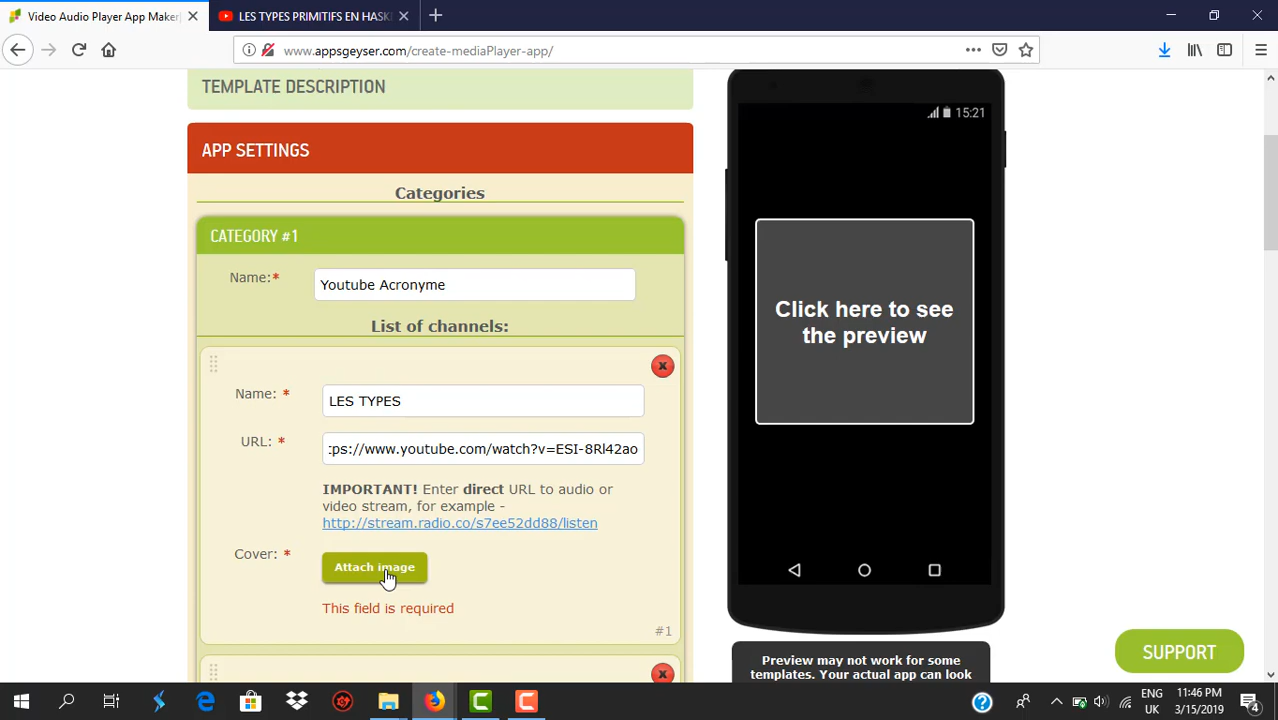 Video Audio Player App Maker
LES TYPES PRIMITIFS EN HASK
www.appsgeyser.com/create-mediaPlayer-app/
TEMPLATE DESCRIPTION
APP SETTINGS
Categories
CATEGORY #1
Name:*
Youtube Acronyme
List of channels:
Name: *
LES TYPES
URL: *
tps://www.youtube.com/watch?v=ESI-8Rl42ao
IMPORTANT! Enter direct URL to audio or
video stream, for example -
http://stream.radio.co/s7ee52dd88/listen
Cover: *
Attach image
This field is required
#1
15:21
Click here to see
the preview
Preview may not work for some
templates. Your actual app can look
SUPPORT
ENG
UK
11:46 PM
3/15/2019
4